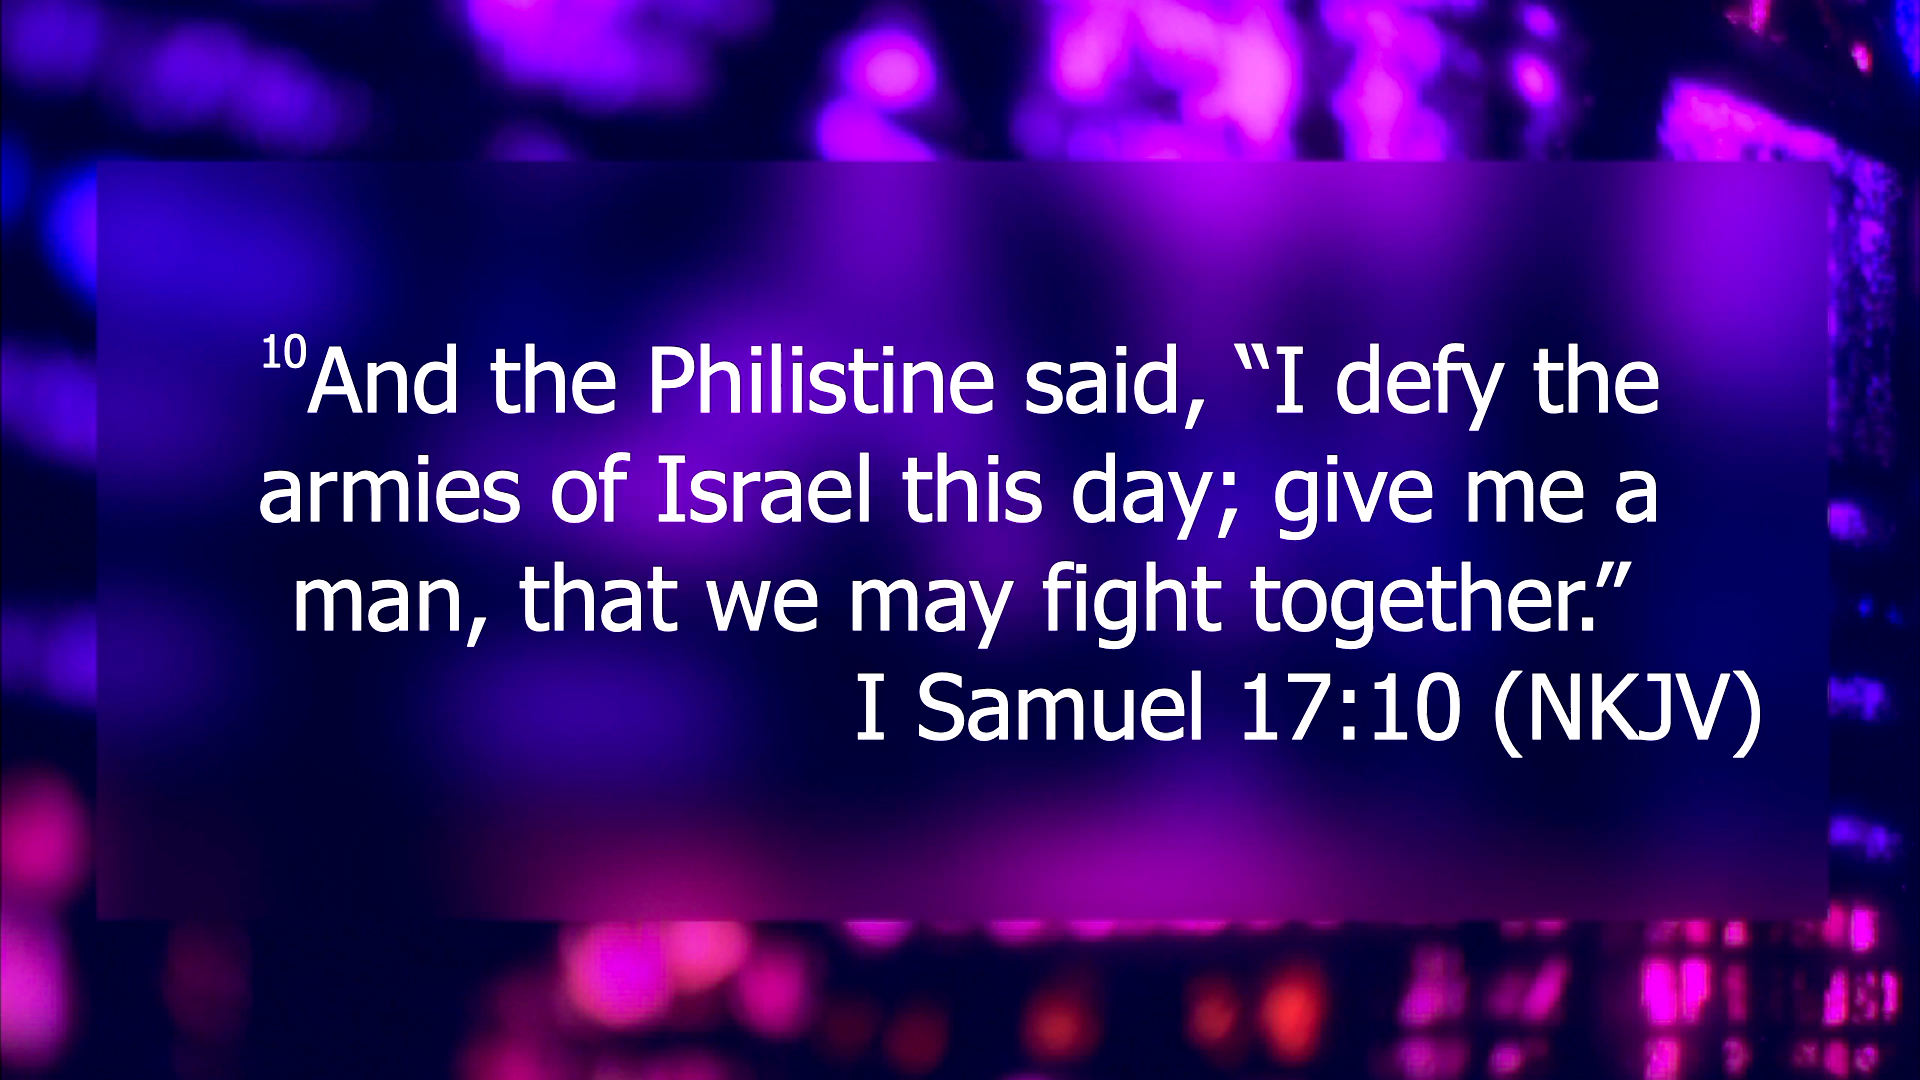 10And the Philistine said, “I defy the
armies of Israel this day; give me a
man, that we may fight together.”
I Samuel 17:10 (NKJV)